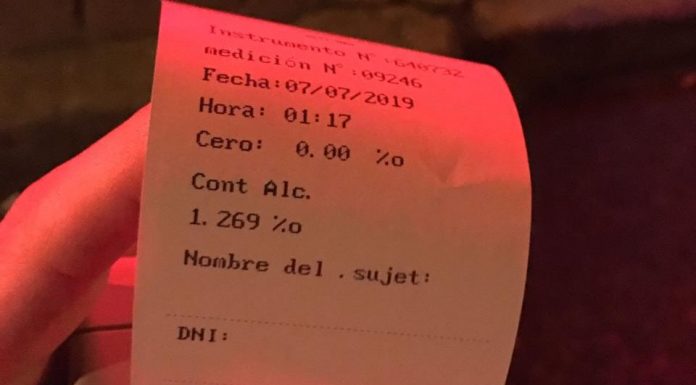 Instrumento N°:640732
medición N°:09246
Fecha:07/07/2019
Hora: 01:17
Cero: 0.00 %o
Cont Alc.
1.269 %o
Nombre del .sujet:
DNI: